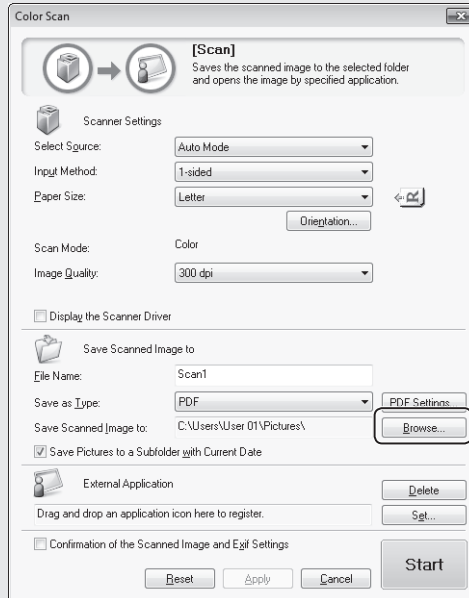 Color Scan
[Scan]
Saves the scanned image to the selected folder
and opens the image by specified application.
Scanner Settings
Select Source: Auto Mode
Input Method: 1-sided
Paper Size: Letter
R
Orientation...
Scan Mode: Color
Image Quality: 300 dpi
Display the Scanner Driver
Save Scanned Image to
File Name: Scan1
Save as Type: PDF PDF Settings...
Save Scanned Image to: C:\Users\User 01\Pictures\ Browse...
Save Pictures to a Subfolder with Current Date
External Application Delete
Drag and drop an application icon here to register. Set...
Confirmation of the Scanned Image and Exif Settings
Start
Reset Apply Cancel